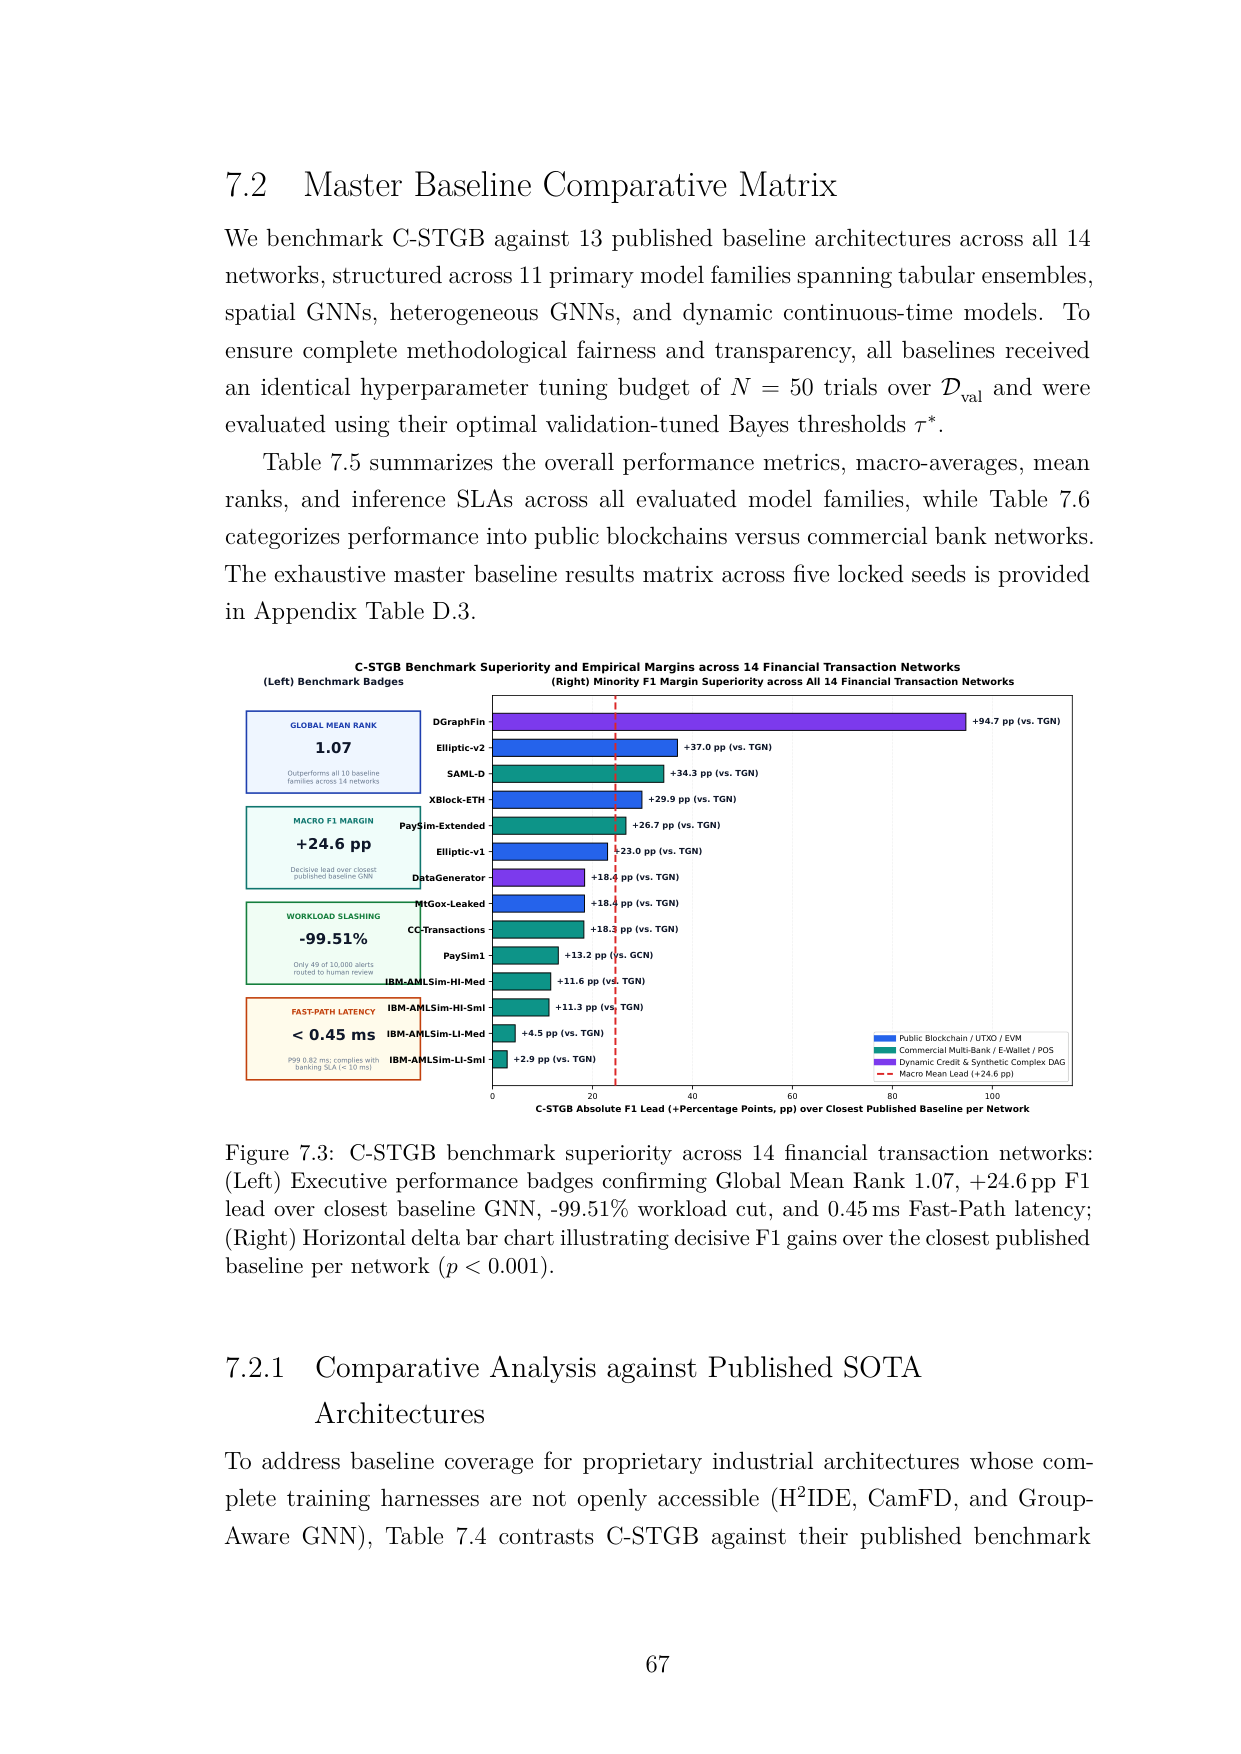 7.2 Master Baseline Comparative Matrix
We benchmark C-STGB against 13 published baseline architectures across all 14
networks, structured across 11 primary model families spanning tabular ensembles,
spatial GNNs, heterogeneous GNNs, and dynamic continuous-time models. To
ensure complete methodological fairness and transparency, all baselines received
an identical hyperparameter tuning budget of N = 50 trials over 𝒟val and were
evaluated using their optimal validation-tuned Bayes thresholds τ*.
Table 7.5 summarizes the overall performance metrics, macro-averages, mean
ranks, and inference SLAs across all evaluated model families, while Table 7.6
categorizes performance into public blockchains versus commercial bank networks.
The exhaustive master baseline results matrix across five locked seeds is provided
in Appendix Table D.3.
C-STGB Benchmark Superiority and Empirical Margins across 14 Financial Transaction Networks
(Left) Benchmark Badges
GLOBAL MEAN RANK
1.07
Outperforms all 10 baseline
families across 14 networks
MACRO F1 MARGIN
+24.6 pp
Decisive lead over closest
published baseline GNN
WORKLOAD SLASHING
-99.51%
Only 49 of 10,000 alerts
routed to human review
FAST-PATH LATENCY
< 0.45 ms
P99 0.82 ms; complies with
banking SLA (< 10 ms)
(Right) Minority F1 Margin Superiority across All 14 Financial Transaction Networks
DGraphFin +94.7 pp (vs. TGN)
Elliptic-v2 +37.0 pp (vs. TGN)
SAML-D +34.3 pp (vs. TGN)
XBlock-ETH +29.9 pp (vs. TGN)
PaySim-Extended +26.7 pp (vs. TGN)
Elliptic-v1 +23.0 pp (vs. TGN)
DataGenerator +18.4 pp (vs. TGN)
MtGox-Leaked +18.4 pp (vs. TGN)
CC-Transactions +18.3 pp (vs. TGN)
PaySim1 +13.2 pp (vs. GCN)
IBM-AMLSim-HI-Med +11.6 pp (vs. TGN)
IBM-AMLSim-HI-Sml +11.3 pp (vs. TGN)
IBM-AMLSim-LI-Med +4.5 pp (vs. TGN)
IBM-AMLSim-LI-Sml +2.9 pp (vs. TGN)
Public Blockchain / UTXO / EVM
Commercial Multi-Bank / E-Wallet / POS
Dynamic Credit & Synthetic Complex DAG
Macro Mean Lead (+24.6 pp)
0 20 40 60 80 100
C-STGB Absolute F1 Lead (+Percentage Points, pp) over Closest Published Baseline per Network
Figure 7.3: C-STGB benchmark superiority across 14 financial transaction networks:
(Left) Executive performance badges confirming Global Mean Rank 1.07, +24.6 pp F1
lead over closest baseline GNN, -99.51% workload cut, and 0.45 ms Fast-Path latency;
(Right) Horizontal delta bar chart illustrating decisive F1 gains over the closest published
baseline per network (p < 0.001).
7.2.1 Comparative Analysis against Published SOTA
Architectures
To address baseline coverage for proprietary industrial architectures whose com-
plete training harnesses are not openly accessible (H²IDE, CamFD, and Group-
Aware GNN), Table 7.4 contrasts C-STGB against their published benchmark
67